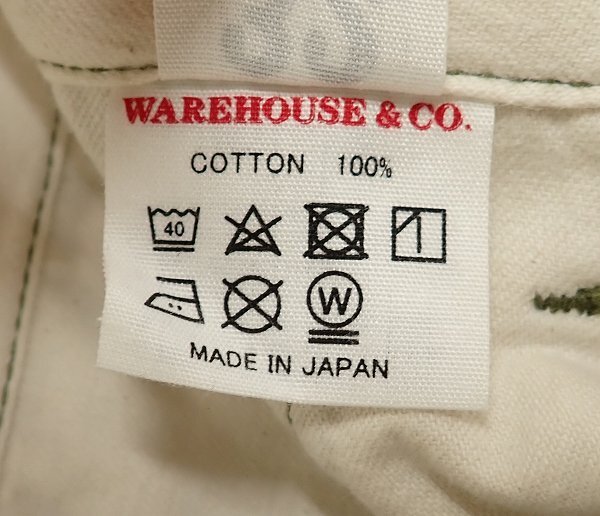 WAREHOUSE & CO.
COTTON 100%
40
W
MADE IN JAPAN